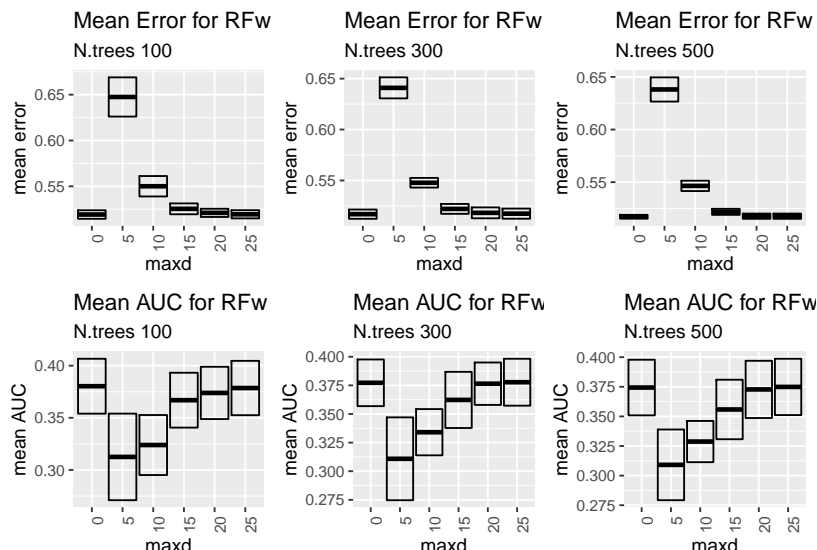 Mean Error for RFw
N.trees 100
mean error
0.65
0.60
0.55
0
5
10
15
20
25
maxd
Mean Error for RFw
N.trees 300
mean error
0.65
0.60
0.55
0
5
10
15
20
25
maxd
Mean Error for RFw
N.trees 500
mean error
0.65
0.60
0.55
0
5
10
15
20
25
maxd
Mean AUC for RFw
N.trees 100
mean AUC
0.40
0.35
0.30
0
5
10
15
20
25
maxd
Mean AUC for RFw
N.trees 300
mean AUC
0.400
0.375
0.350
0.325
0.300
0.275
0
5
10
15
20
25
maxd
Mean AUC for RFw
N.trees 500
mean AUC
0.400
0.375
0.350
0.325
0.300
0.275
0
5
10
15
20
25
maxd